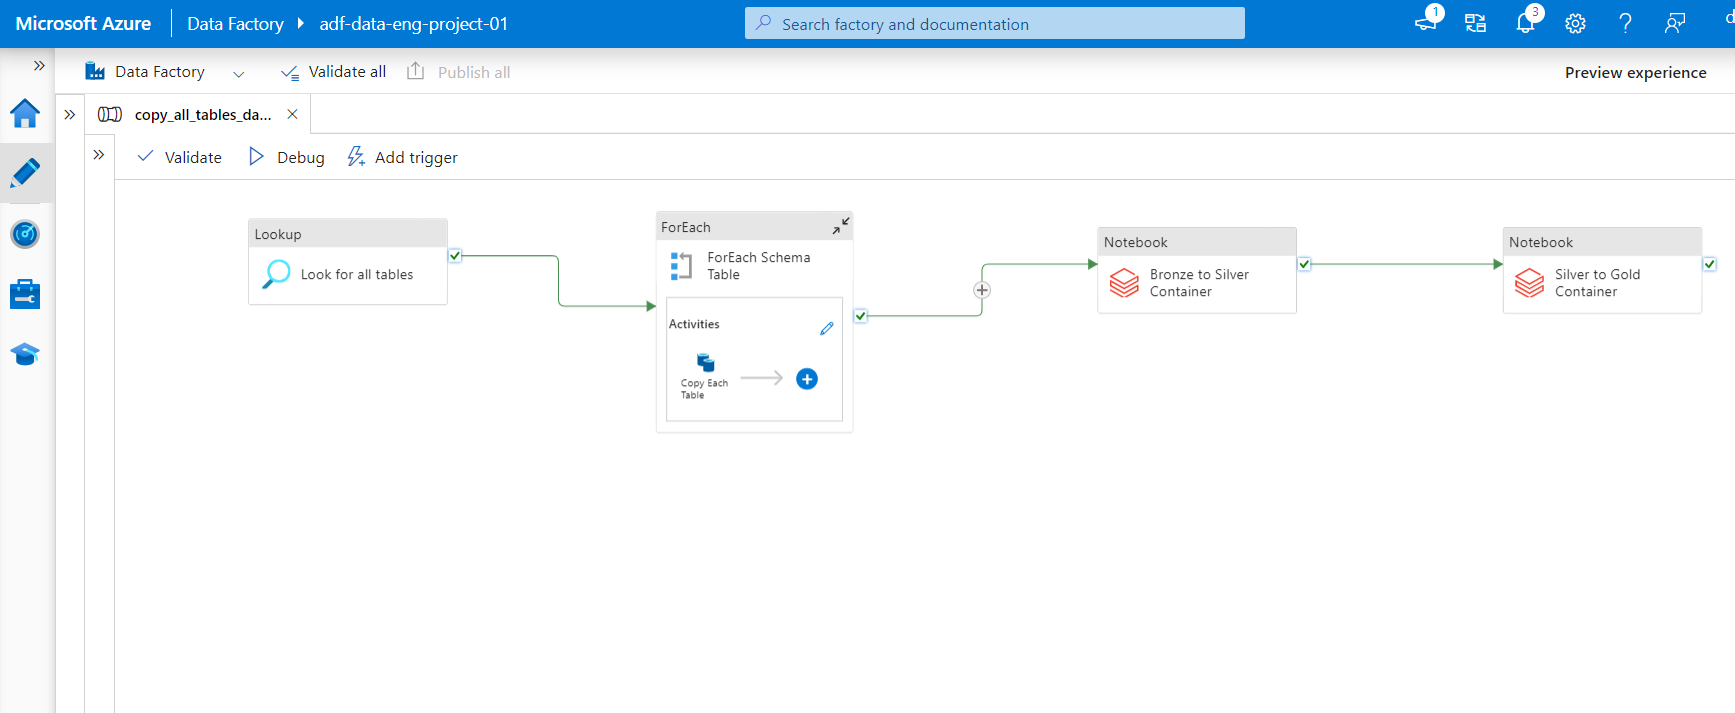 Microsoft Azure
Data Factory
adf-data-eng-project-01
Search factory and documentation
1
3
Data Factory
Validate all
Publish all
Preview experience
copy_all_tables_da...
Validate
Debug
Add trigger
Lookup
Look for all tables
ForEach
ForEach Schema
Table
Activities
Copy Each
Table
Notebook
Bronze to Silver
Container
Notebook
Silver to Gold
Container